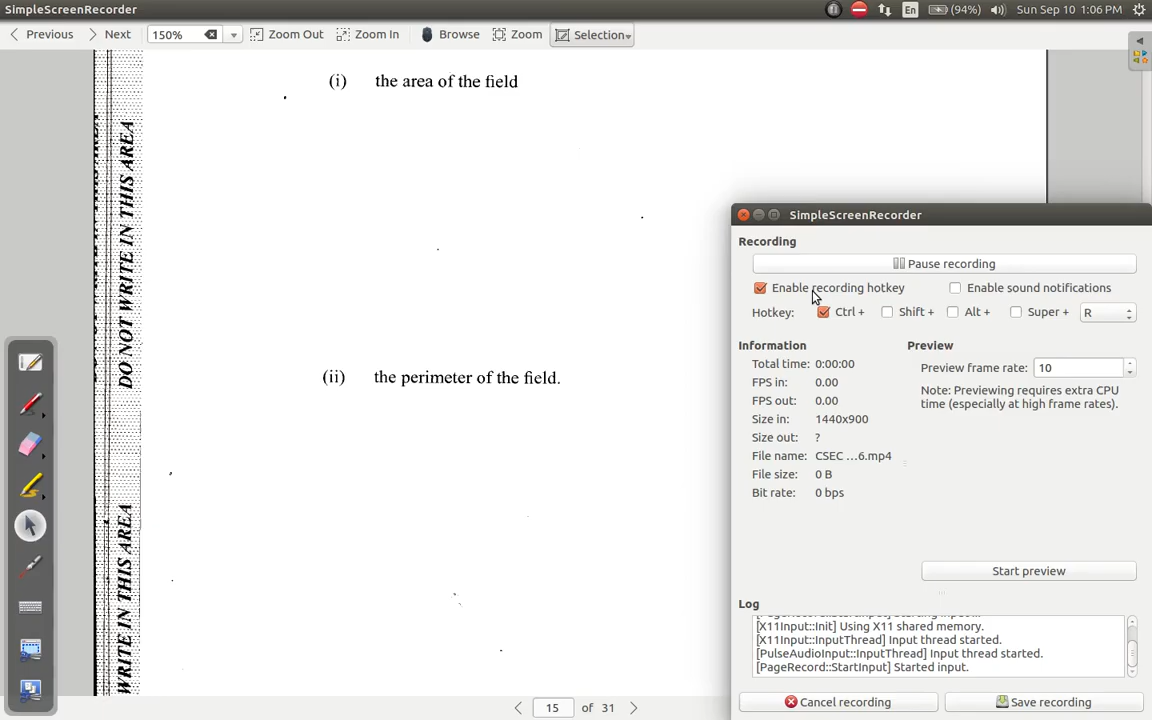 SimpleScreenRecorder
En
(94%)
Sun Sep 10 1:06 PM
Previous
Next
150%
Zoom Out
Zoom In
Browse
Zoom
Selection
(i) the area of the field
DO NOT WRITE IN THIS AREA
(ii) the perimeter of the field.
WRITE IN THIS AREA
SimpleScreenRecorder
Recording
Pause recording
Enable recording hotkey
Enable sound notifications
Hotkey:
Ctrl +
Shift +
Alt +
Super +
R
Information
Total time: 0:00:00
FPS in: 0.00
FPS out: 0.00
Size in: 1440x900
Size out: ?
File name: CSEC ...6.mp4
File size: 0 B
Bit rate: 0 bps
Preview
Preview frame rate: 10
Note: Previewing requires extra CPU
time (especially at high frame rates).
Start preview
Log
[X11Input::Init] Using X11 shared memory.
[X11Input::InputThread] Input thread started.
[PulseAudioInput::InputThread] Input thread started.
[PageRecord::StartInput] Started input.
Cancel recording
Save recording
15 of 31